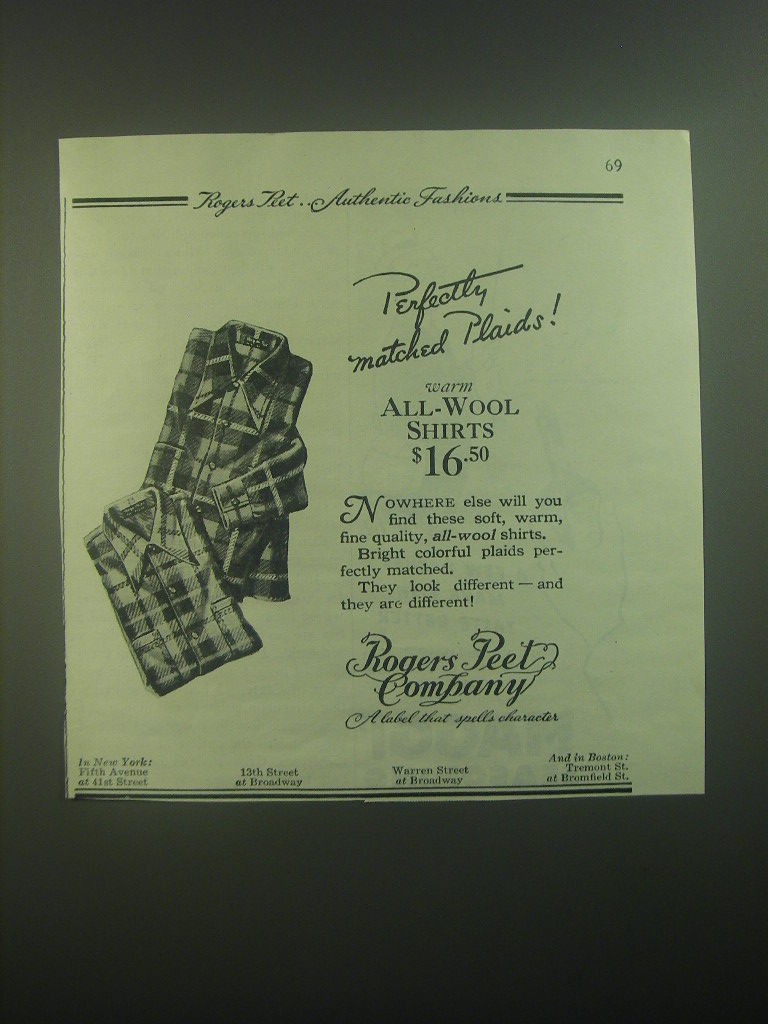 69
Rogers Peet . . Authentic Fashions
Perfectly
matched Plaids!
warm
ALL-WOOL
SHIRTS
$16.50
NOWHERE else will you
find these soft, warm,
fine quality, all-wool shirts.
Bright colorful plaids per-
fectly matched.
They look different — and
they are different!
Rogers Peet
Company
A label that spells character
In New York:
Fifth Avenue
at 41st Street
13th Street
at Broadway
Warren Street
at Broadway
And in Boston:
Tremont St.
at Bromfield St.